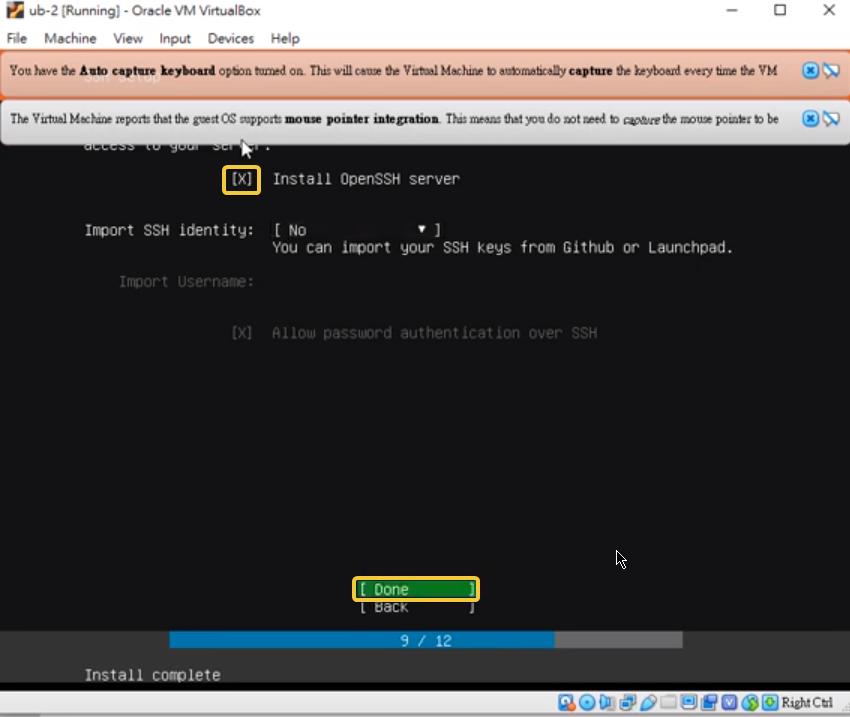 ub-2 [Running] - Oracle VM VirtualBox
File Machine View Input Devices Help
You have the Auto capture keyboard option turned on. This will cause the Virtual Machine to automatically capture the keyboard every time the VM
The Virtual Machine reports that the guest OS supports mouse pointer integration. This means that you do not need to capture the mouse pointer to be
access to your server.
[X] Install OpenSSH server
Import SSH identity: [ No ▼ ]
You can import your SSH keys from Github or Launchpad.
Import Username:
[X] Allow password authentication over SSH
[ Done ]
[ Back ]
9 / 12
Install complete
Right Ctrl